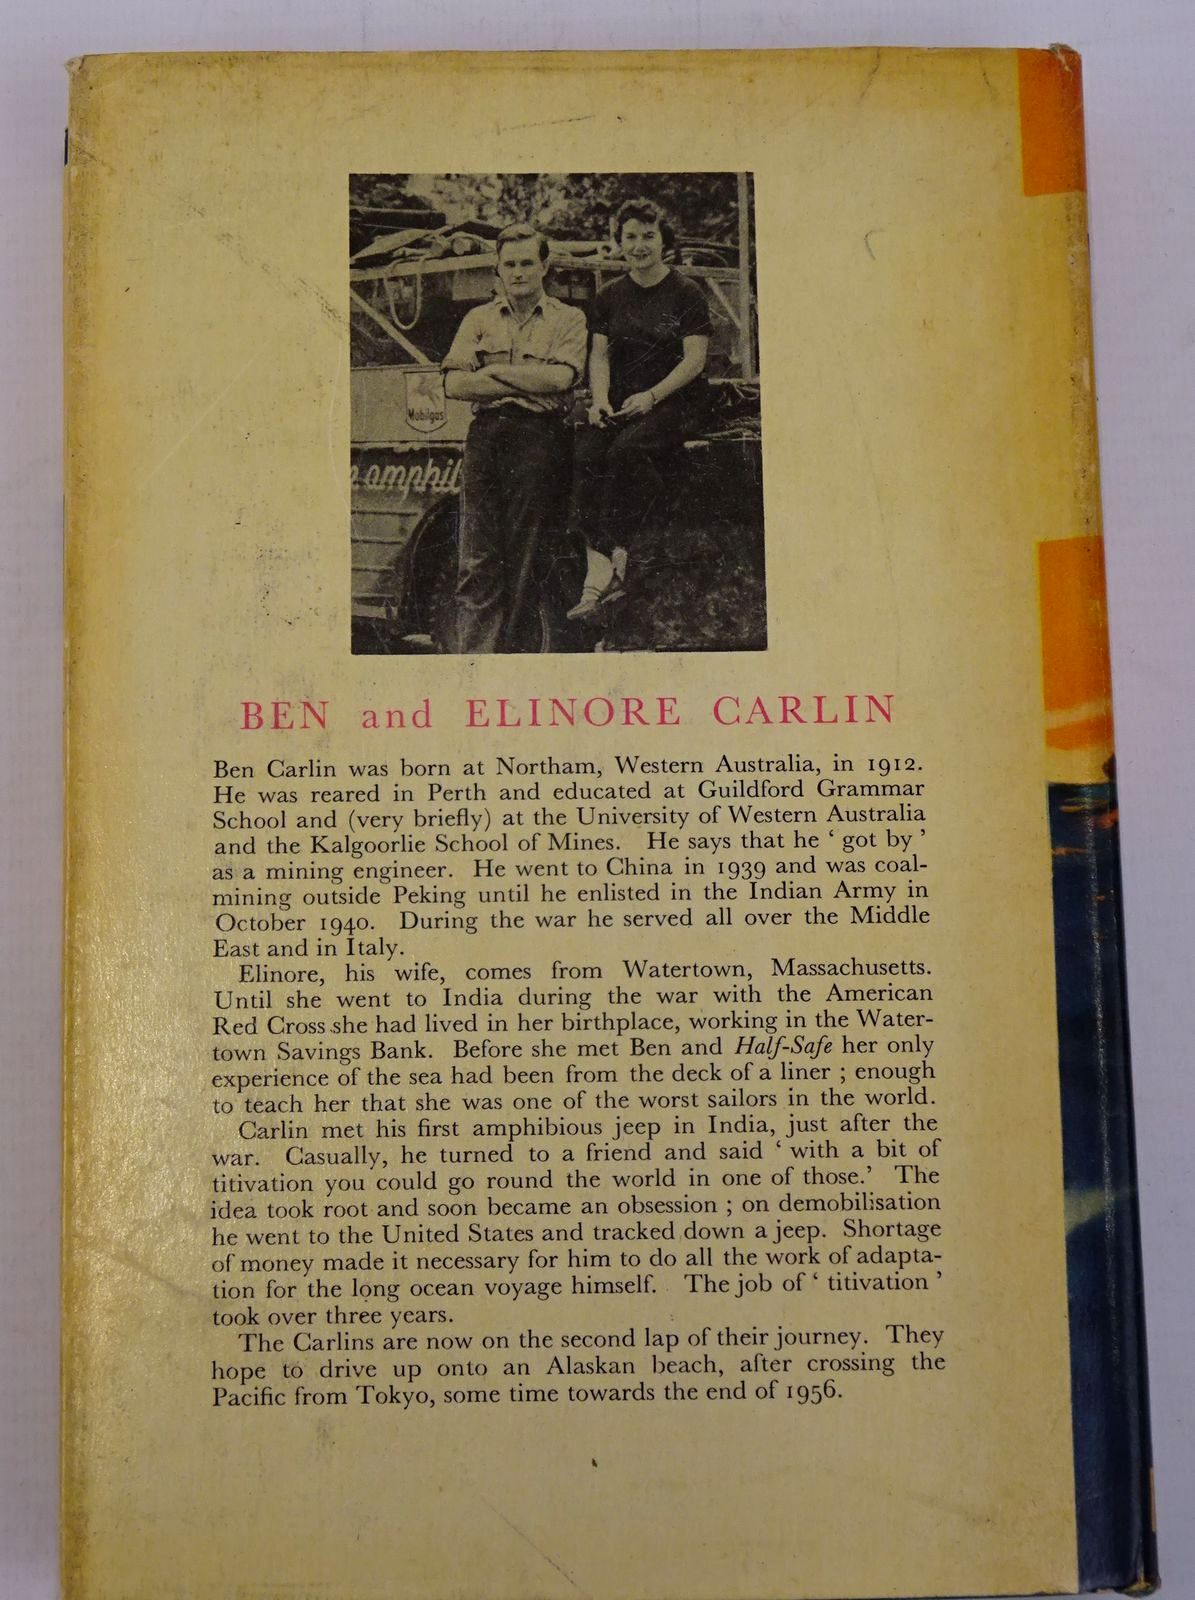 Mobilgas
amphi
BEN and ELINORE CARLIN
Ben Carlin was born at Northam, Western Australia, in 1912.
He was reared in Perth and educated at Guildford Grammar
School and (very briefly) at the University of Western Australia
and the Kalgoorlie School of Mines. He says that he ‘ got by ’
as a mining engineer. He went to China in 1939 and was coal-
mining outside Peking until he enlisted in the Indian Army in
October 1940. During the war he served all over the Middle
East and in Italy.
Elinore, his wife, comes from Watertown, Massachusetts.
Until she went to India during the war with the American
Red Cross she had lived in her birthplace, working in the Water-
town Savings Bank. Before she met Ben and Half-Safe her only
experience of the sea had been from the deck of a liner ; enough
to teach her that she was one of the worst sailors in the world.
Carlin met his first amphibious jeep in India, just after the
war. Casually, he turned to a friend and said ‘ with a bit of
titivation you could go round the world in one of those.’ The
idea took root and soon became an obsession ; on demobilisation
he went to the United States and tracked down a jeep. Shortage
of money made it necessary for him to do all the work of adapta-
tion for the long ocean voyage himself. The job of ‘ titivation ’
took over three years.
The Carlins are now on the second lap of their journey. They
hope to drive up onto an Alaskan beach, after crossing the
Pacific from Tokyo, some time towards the end of 1956.